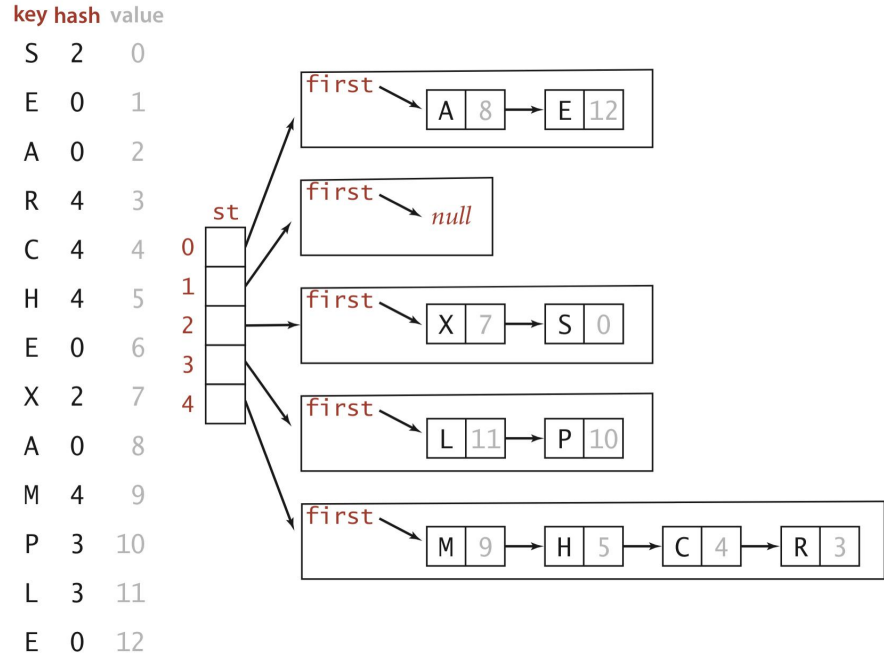 key hash value
S 2 0
E 0 1
A 0 2
R 4 3
C 4 4
H 4 5
E 0 6
X 2 7
A 0 8
M 4 9
P 3 10
L 3 11
E 0 12
st
0
1
2
3
4
first
A 8 E 12
first
null
first
X 7 S 0
first
L 11 P 10
first
M 9 H 5 C 4 R 3